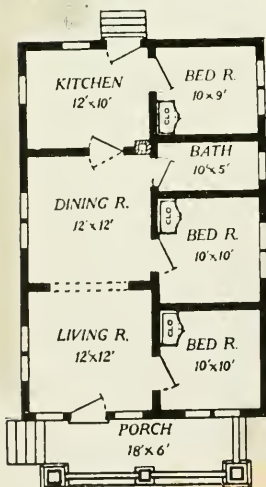 KITCHEN
12'x10'
BED R.
10x9'
CLO
BATH
10'x5'
DINING R.
12'x12'
CLO
BED R.
10'x10'
LIVING R.
12'x12'
CLO
BED R.
10'x10'
PORCH
18'x6'